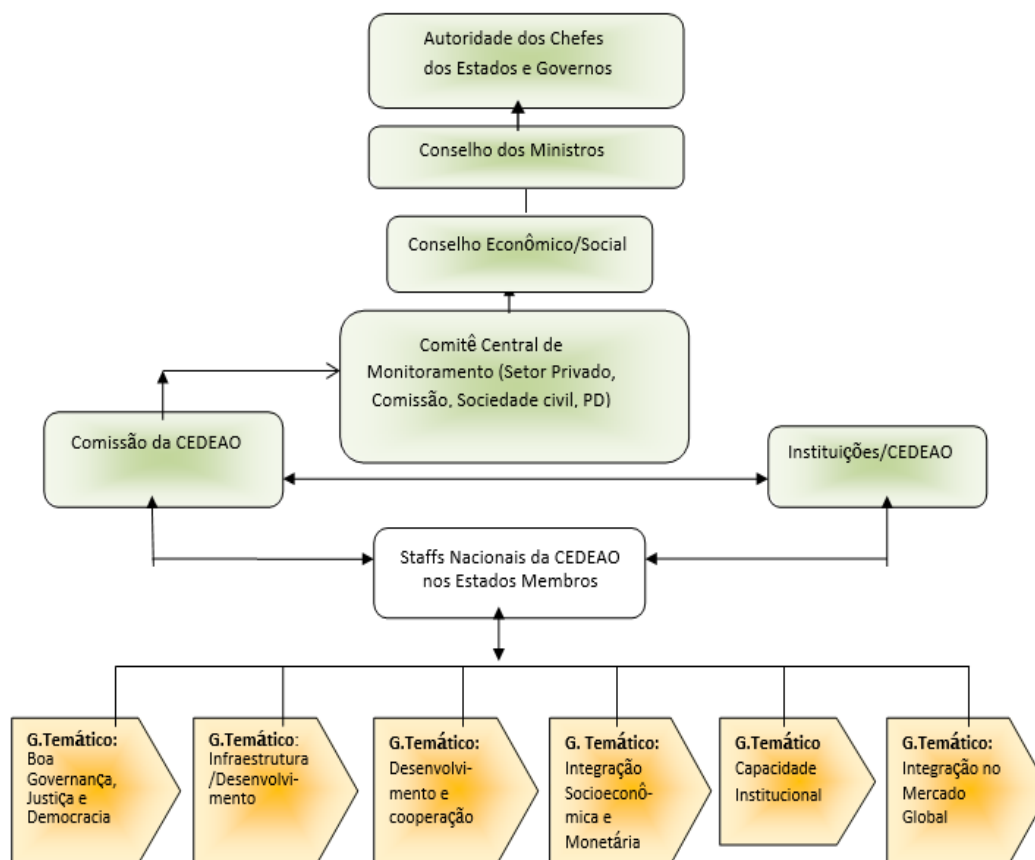 Autoridade dos Chefes
dos Estados e Governos
Conselho dos Ministros
Conselho Econômico/Social
Comitê Central de
Monitoramento (Setor Privado,
Comissão, Sociedade civil, PD)
Comissão da CEDEAO
Instituições/CEDEAO
Staffs Nacionais da CEDEAO
nos Estados Membros
G.Temático:
Boa
Governança,
Justiça e
Democracia
G.Temático:
Infraestrutura
/Desenvolvi-
mento
G.Temático:
Desenvolvi-
mento e
cooperação
G. Temático:
Integração
Socioeconô-
mica e
Monetária
G.Temático
Capacidade
Institucional
G.Temático:
Integração no
Mercado
Global